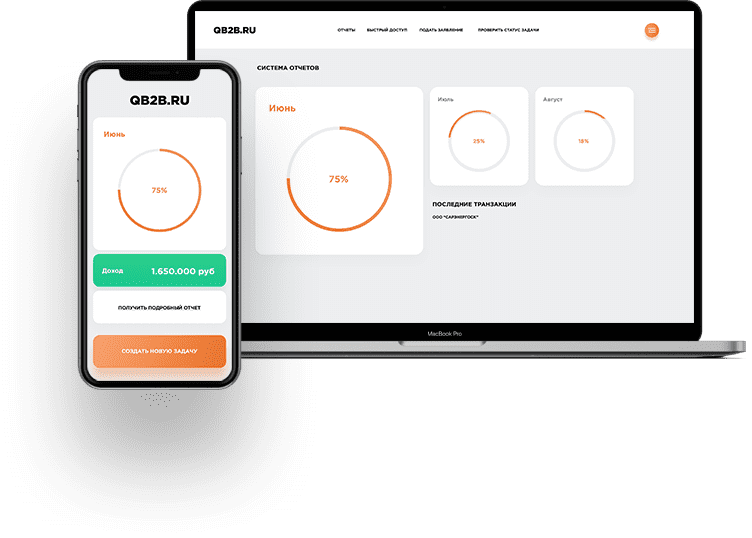 QB2B.RU
ОТЧЕТЫ БЫСТРЫЙ ДОСТУП ПОДАТЬ ЗАЯВЛЕНИЕ ПРОВЕРИТЬ СТАТУС ЗАДАЧИ
СИСТЕМА ОТЧЕТОВ
Июнь
75%
Июль
25%
Август
18%
ПОСЛЕДНИЕ ТРАНЗАКЦИИ
ООО "САРЭНЕРГОСК"
MacBook Pro
QB2B.RU
Июнь
75%
Доход 1.650.000 руб
ПОЛУЧИТЬ ПОДРОБНЫЙ ОТЧЕТ
СОЗДАТЬ НОВУЮ ЗАДАЧУ